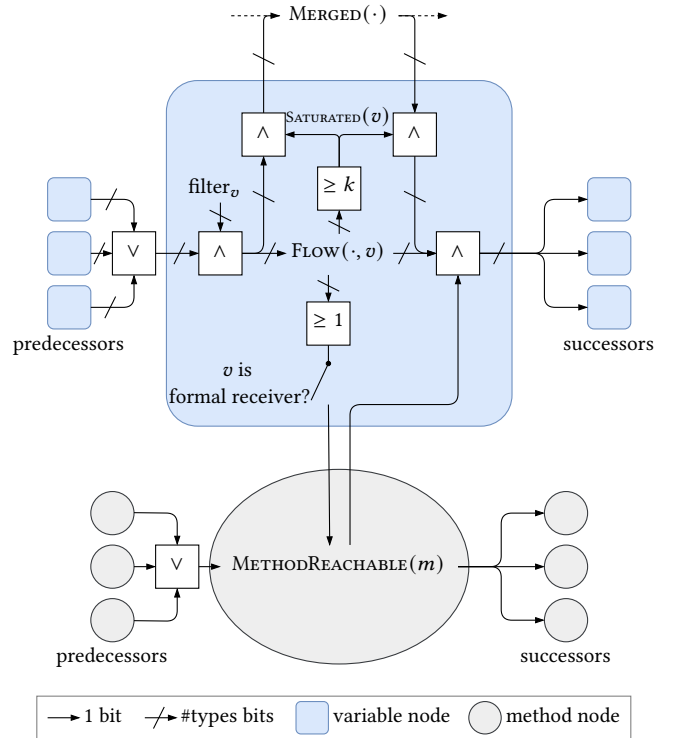 MERGED(·)
SATURATED(v)
∧
∧
≥ k
filterᵥ
∨
∧
FLOW(·, v)
∧
≥ 1
predecessors
successors
v is
formal receiver?
∨
METHODREACHABLE(m)
predecessors
successors
1 bit
#types bits
variable node
method node